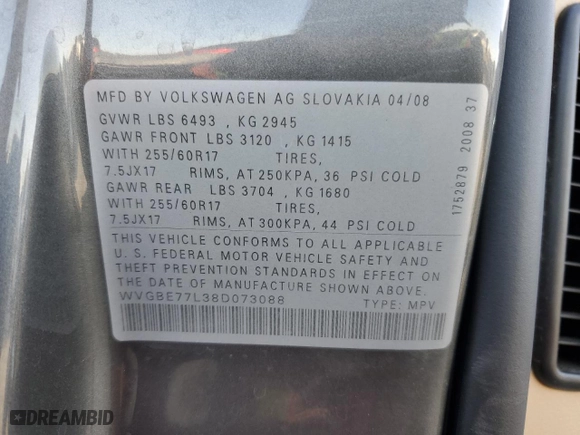 MFD BY VOLKSWAGEN AG SLOVAKIA 04/08
GVWR LBS 6493 , KG 2945
GAWR FRONT LBS 3120 , KG 1415
WITH 255/60R17 TIRES,
7.5JX17 RIMS, AT 250KPA, 36 PSI COLD
GAWR REAR LBS 3704 , KG 1680
WITH 255/60R17 TIRES,
7.5JX17 RIMS, AT 300KPA, 44 PSI COLD
THIS VEHICLE CONFORMS TO ALL APPLICABLE
U. S. FEDERAL MOTOR VEHICLE SAFETY AND
THEFT PREVENTION STANDARDS IN EFFECT ON
THE DATE OF MANUFACTURE SHOWN ABOVE.
WVGBE77L38D073088 TYPE: MPV
1752879 2008 37
DREAMBID